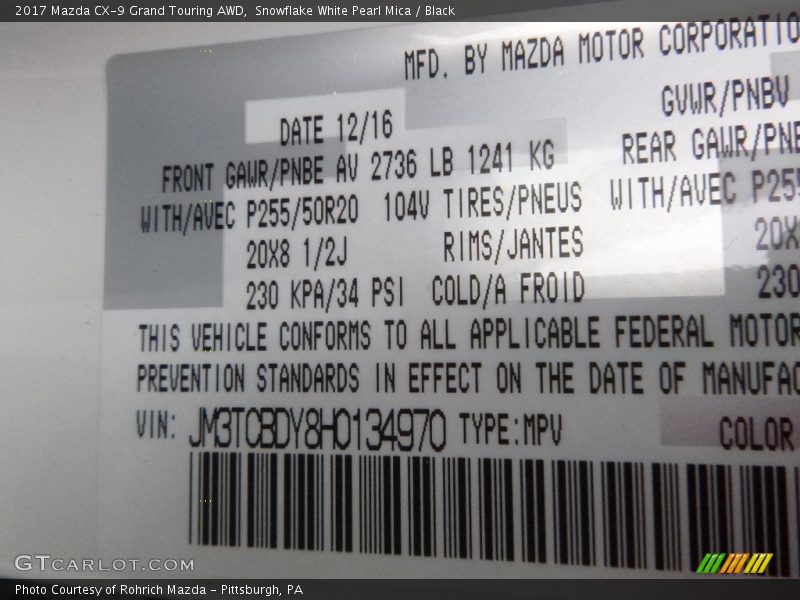 2017 Mazda CX-9 Grand Touring AWD, Snowflake White Pearl Mica / Black
MFD. BY MAZDA MOTOR CORPORATIO
DATE 12/16 GVWR/PNBV
FRONT GAWR/PNBE AV 2736 LB 1241 KG REAR GAWR/PNB
WITH/AVEC P255/50R20 104V TIRES/PNEUS WITH/AVEC P255
20X8 1/2J RIMS/JANTES 20X
230 KPA/34 PSI COLD/A FROID 230
THIS VEHICLE CONFORMS TO ALL APPLICABLE FEDERAL MOTOR
PREVENTION STANDARDS IN EFFECT ON THE DATE OF MANUFAC
VIN: JM3TCBDY8H0134970 TYPE:MPV COLOR
GTCARLOT.COM
Photo Courtesy of Rohrich Mazda - Pittsburgh, PA